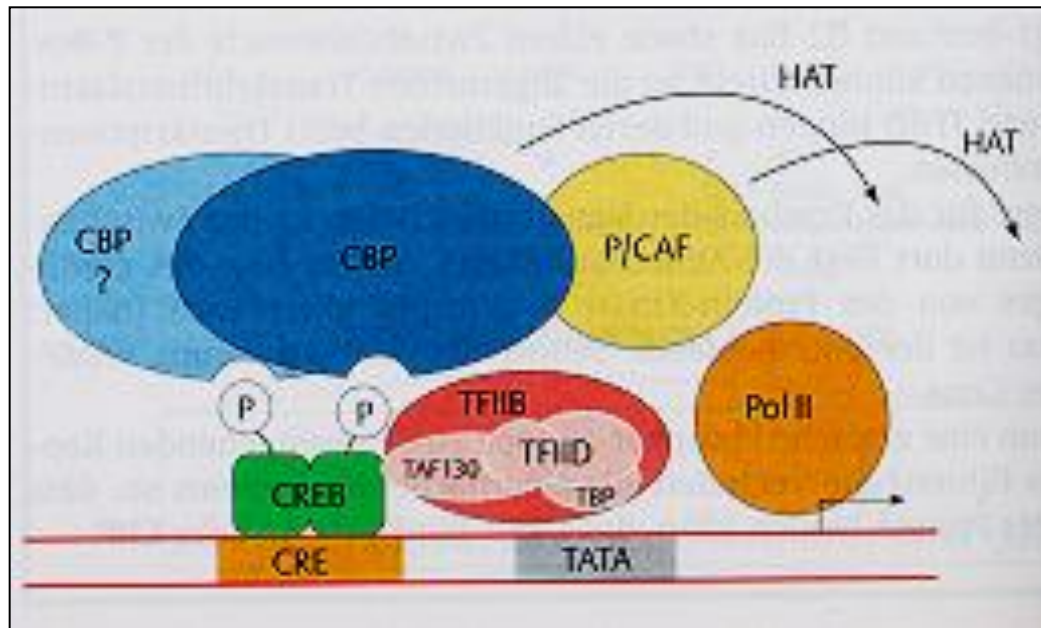 HAT
HAT
CBP
?
CBP
P/CAF
P
P
TFIIB
Pol II
TAF130
TFIID
TBP
CREB
CRE
TATA